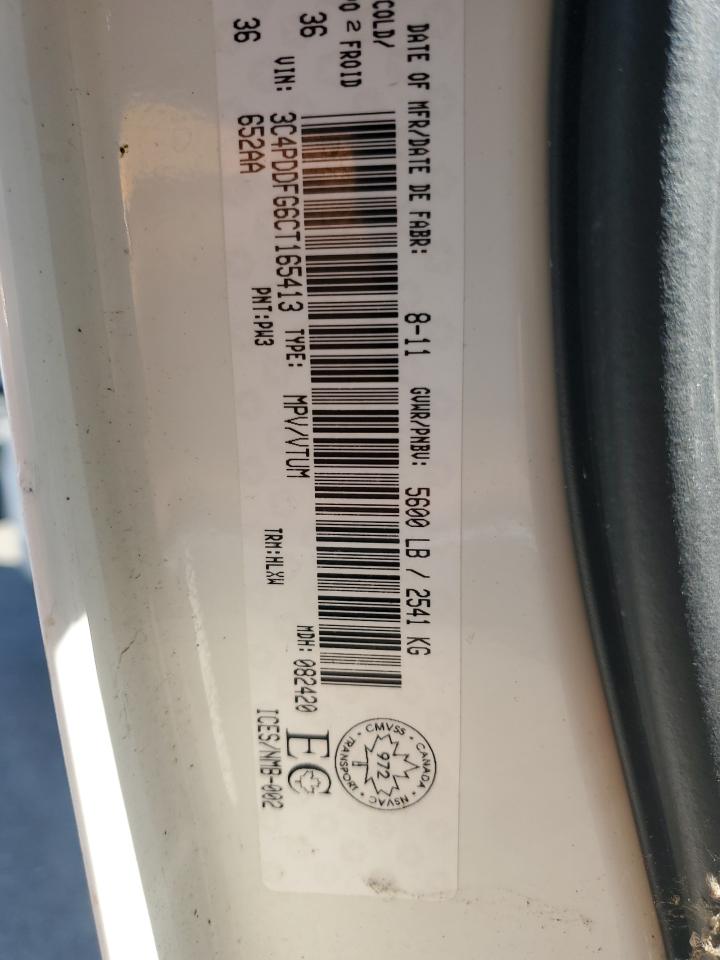 DATE OF MFR/DATE DE FABR: 8-11 GVWR/PNBV: 5600 LB / 2541 KG
COLD/
2 FROID
36
36
VIN: 3C4PDDFG6CT165413 TYPE: MPV/VTUM MDH: 082420
652AA PNT:PW3 TRM:HLXW ICES/NMB-002
EC
CMVSS • CANADA • NSVAC • TRANSPORT •
972